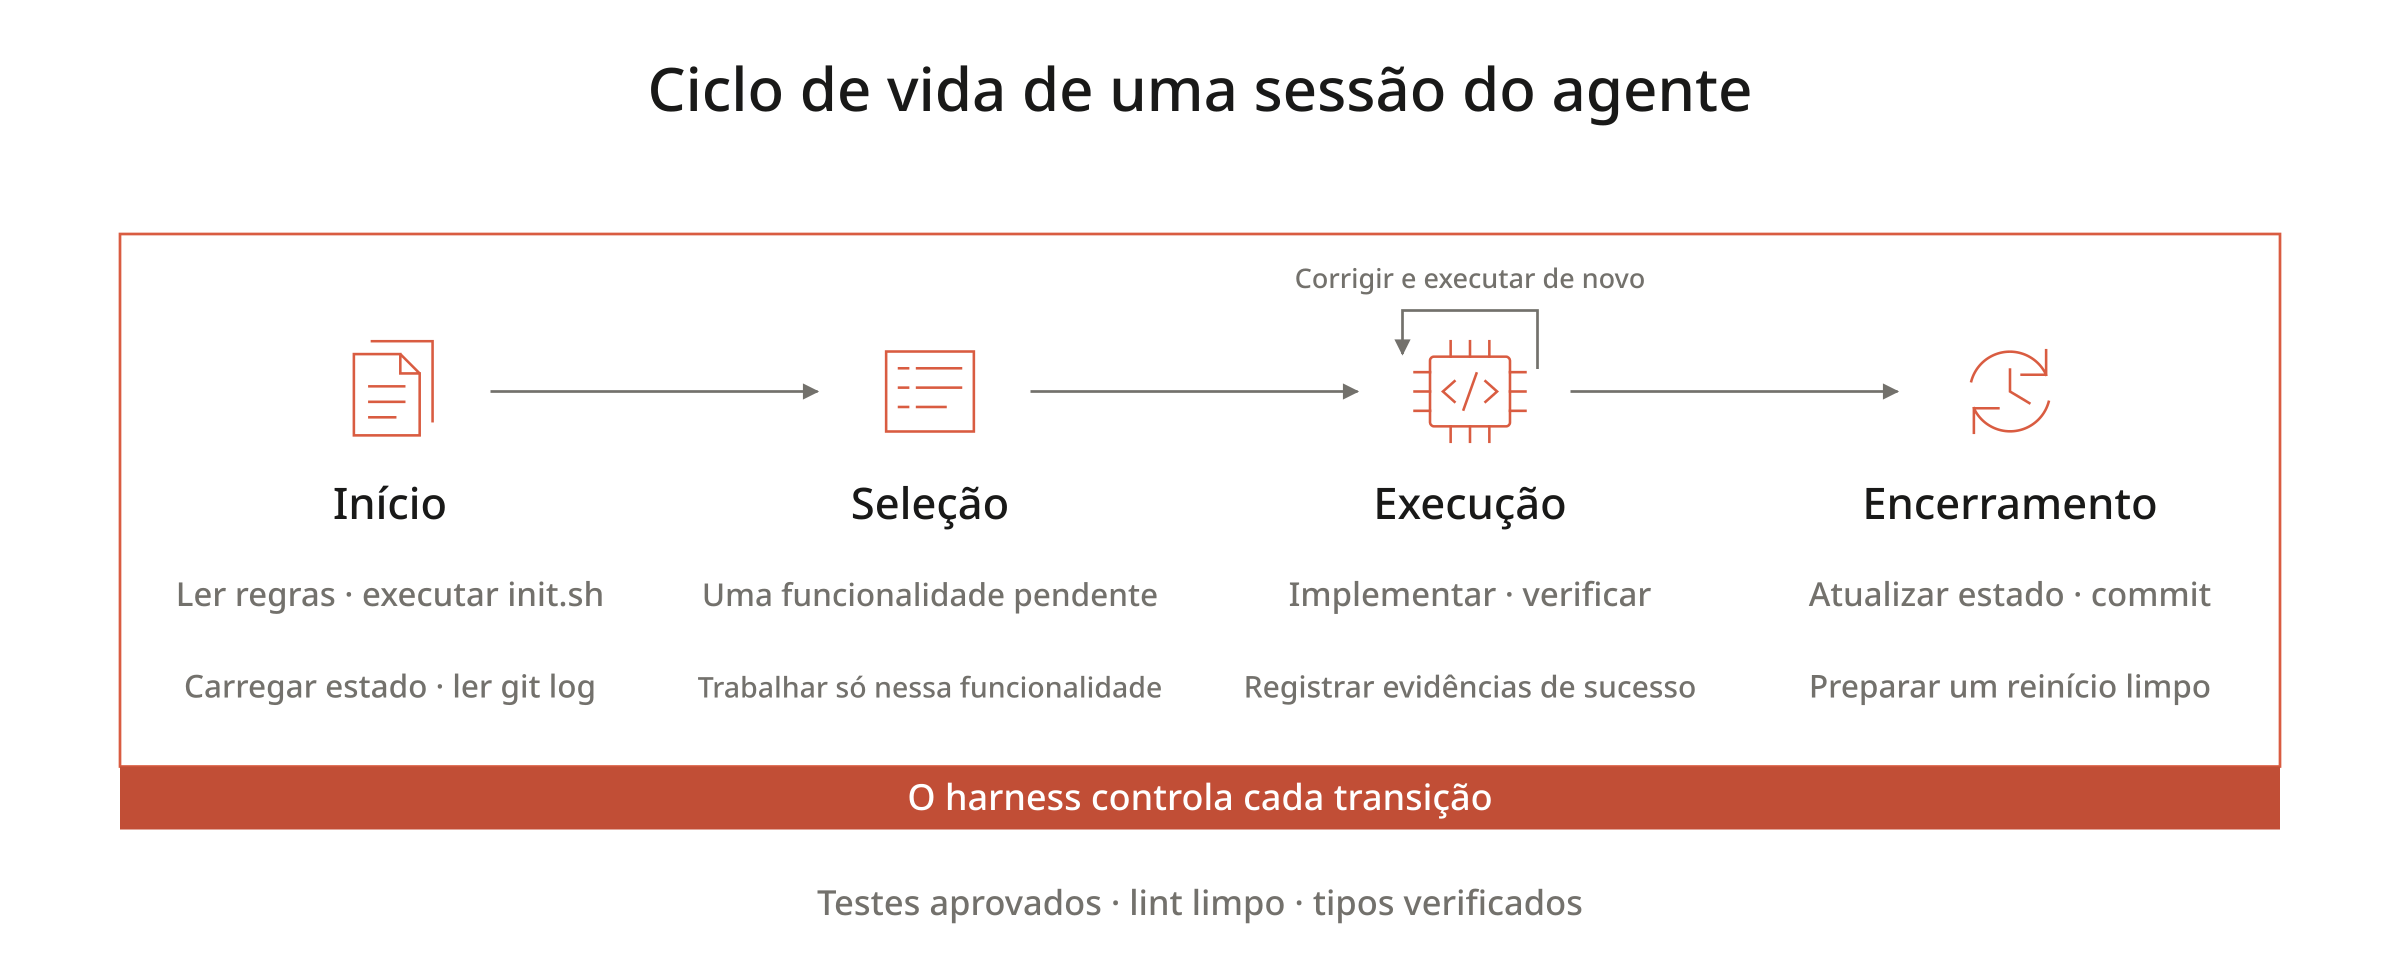 Ciclo de vida de uma sessão do agente
Corrigir e executar de novo
Início
Seleção
Execução
Encerramento
Ler regras · executar init.sh
Uma funcionalidade pendente
Implementar · verificar
Atualizar estado · commit
Carregar estado · ler git log
Trabalhar só nessa funcionalidade
Registrar evidências de sucesso
Preparar um reinício limpo
O harness controla cada transição
Testes aprovados · lint limpo · tipos verificados